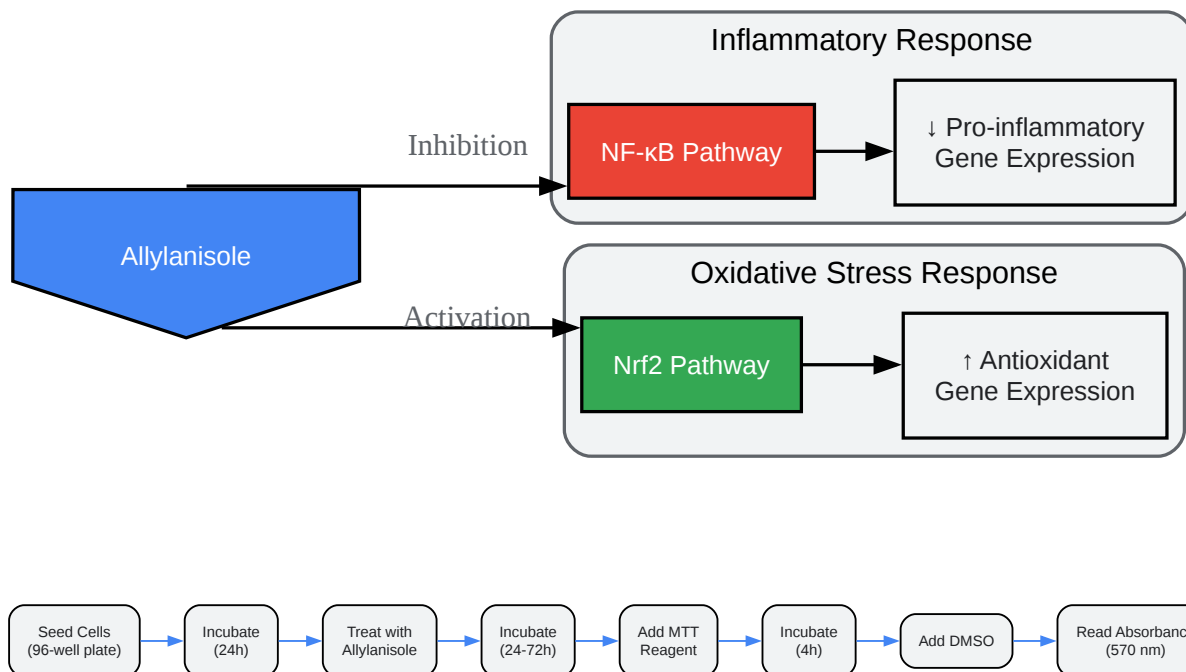 Inflammatory Response
Inhibition
NF-κB Pathway
↓ Pro-inflammatory
Gene Expression
Allylanisole
Oxidative Stress Response
Activation
Nrf2 Pathway
↑ Antioxidant
Gene Expression
Seed Cells
(96-well plate)
Incubate
(24h)
Treat with
Allylanisole
Incubate
(24-72h)
Add MTT
Reagent
Incubate
(4h)
Add DMSO
Read Absorbanc
(570 nm)